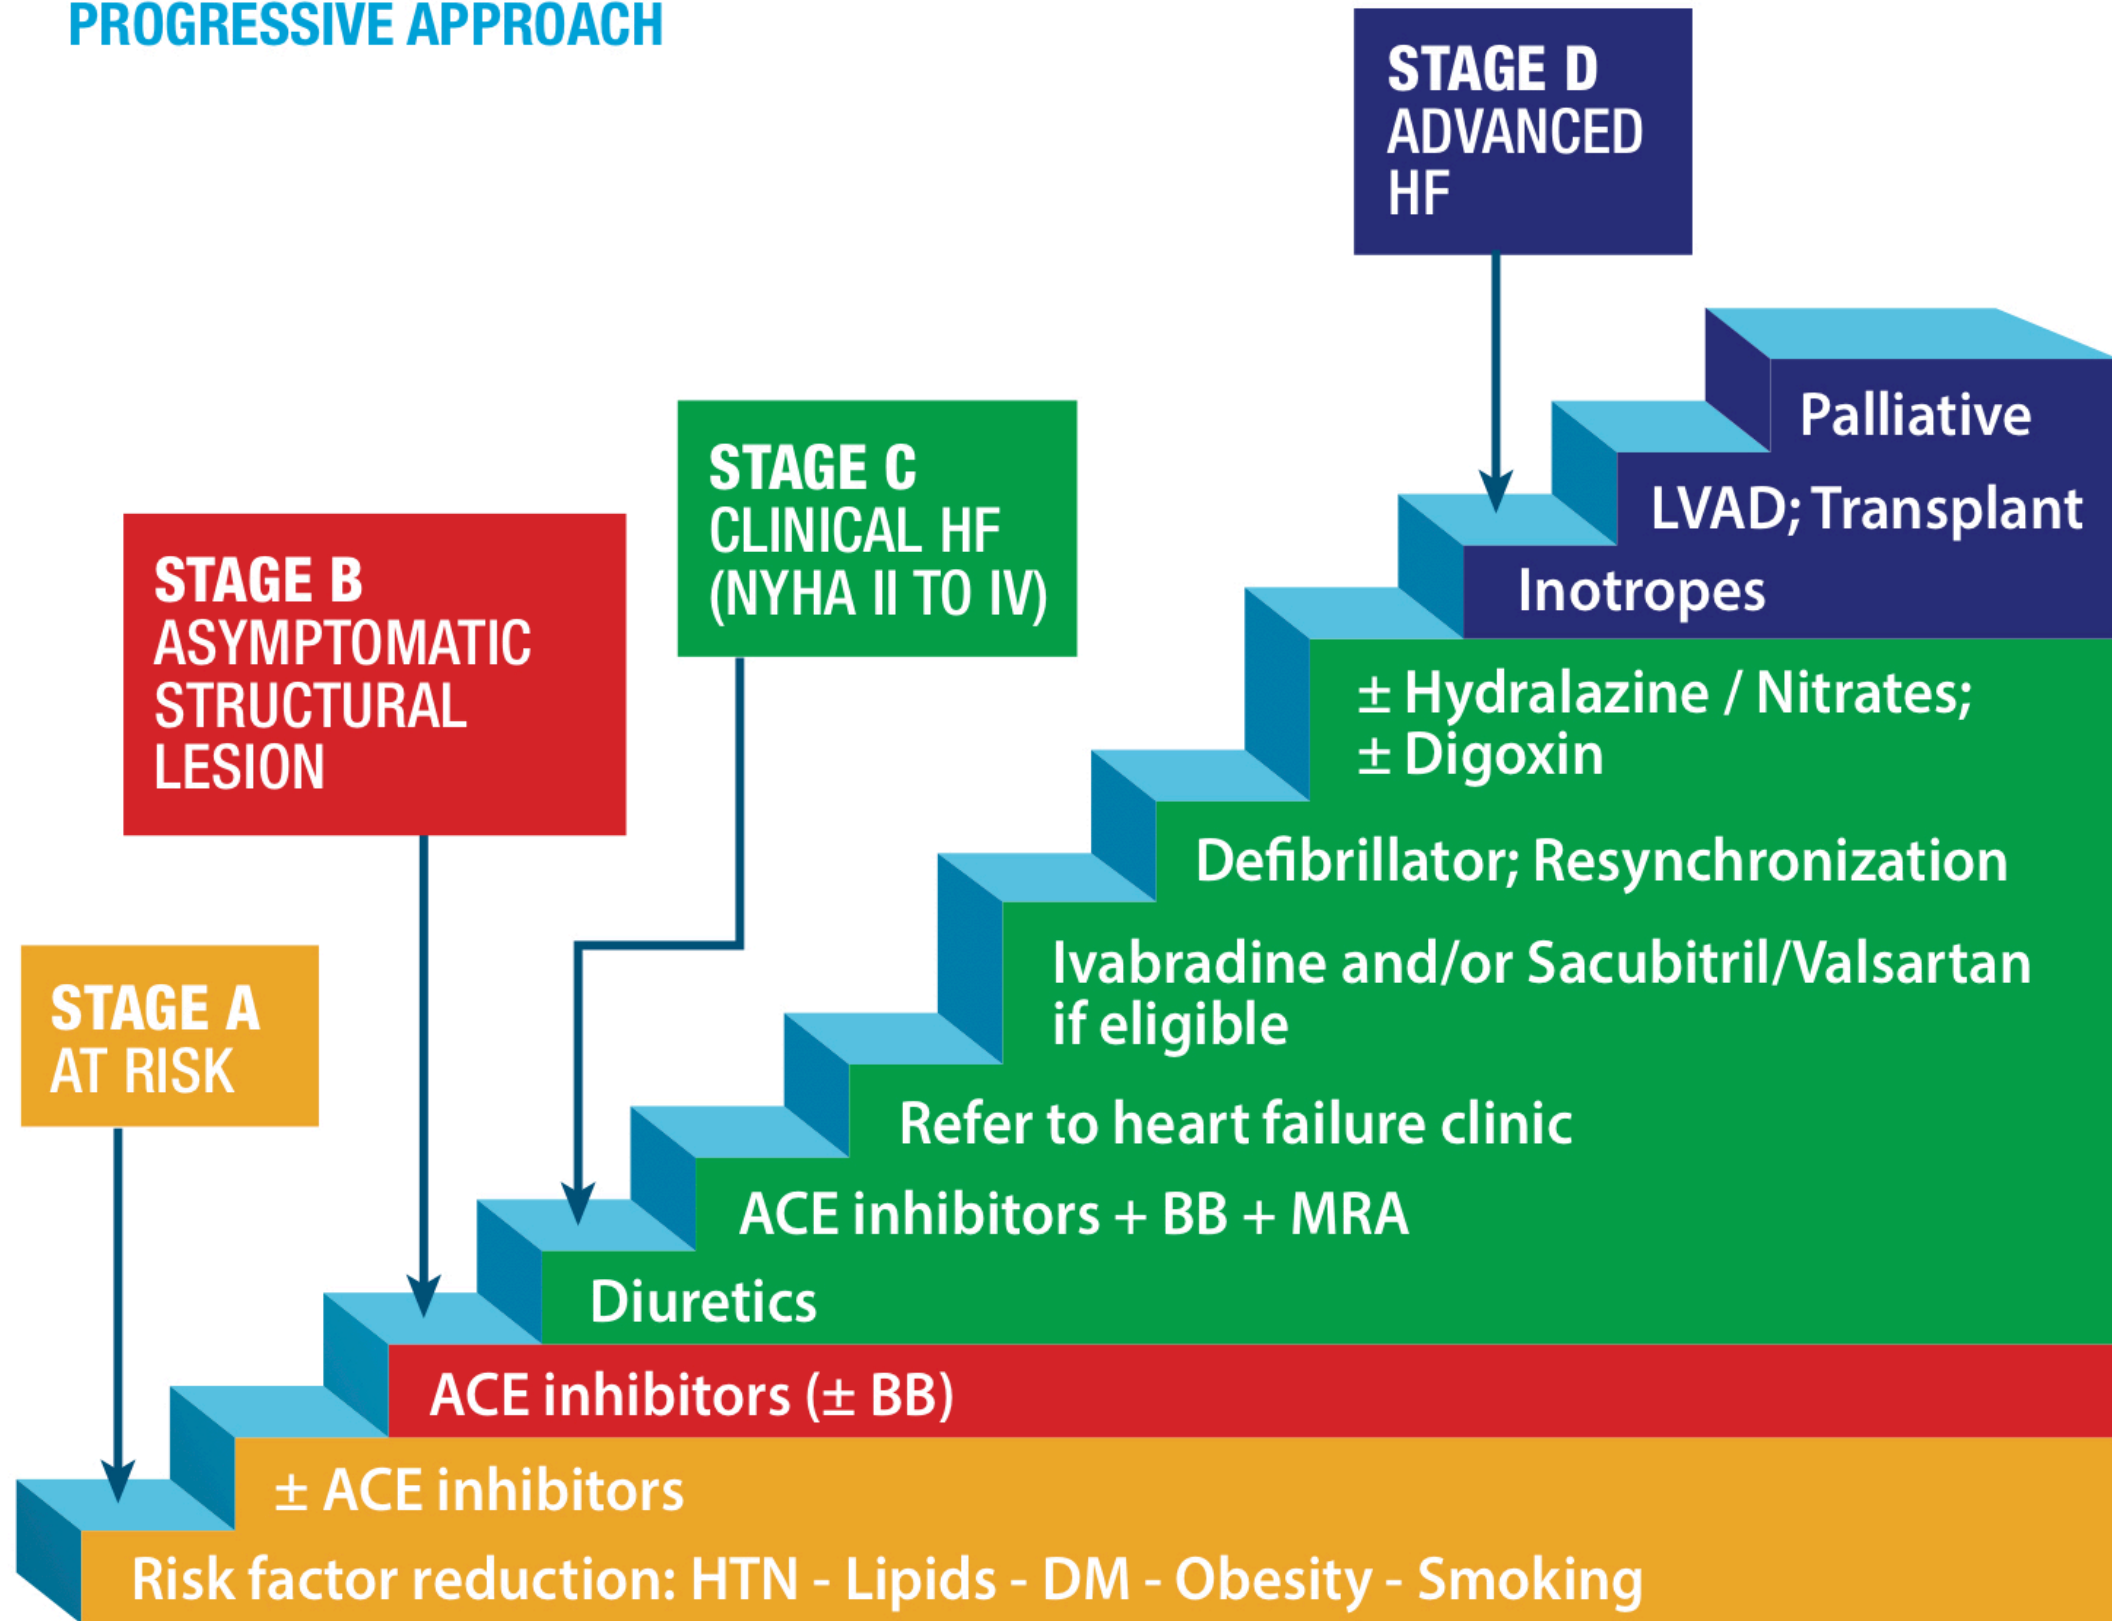 PROGRESSIVE APPROACH
STAGE D
ADVANCED
HF
Palliative
LVAD; Transplant
Inotropes
STAGE C
CLINICAL HF
(NYHA II TO IV)
± Hydralazine / Nitrates;
± Digoxin
Defibrillator; Resynchronization
Ivabradine and/or Sacubitril/Valsartan
if eligible
Refer to heart failure clinic
ACE inhibitors + BB + MRA
Diuretics
STAGE B
ASYMPTOMATIC
STRUCTURAL
LESION
ACE inhibitors (± BB)
STAGE A
AT RISK
± ACE inhibitors
Risk factor reduction: HTN - Lipids - DM - Obesity - Smoking